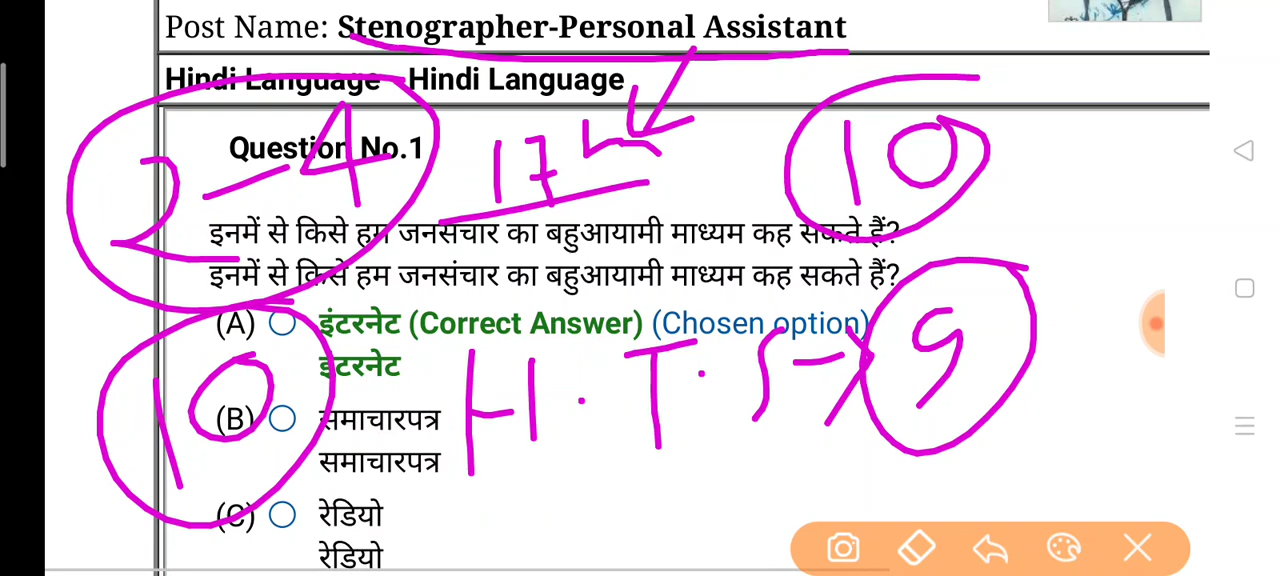 Post Name: Stenographer-Personal Assistant
Hindi Language - Hindi Language
Question No.1
2-4
17th
10
इनमें से किसे हम जनसंचार का बहुआयामी माध्यम कह सकते हैं?
इनमें से किसे हम जनसंचार का बहुआयामी माध्यम कह सकते हैं?
(A) इंटरनेट (Correct Answer) (Chosen option)
इंटरनेट
9
H.T.S-X
10
(B) समाचारपत्र
समाचारपत्र
(C) रेडियो
रेडियो